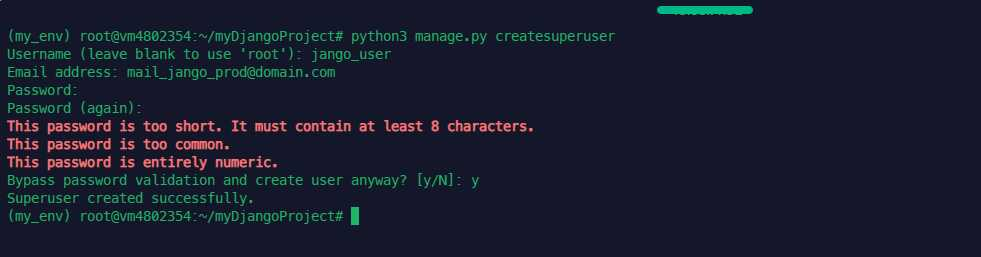 (my_env) root@vm4802354:~/myDjangoProject# python3 manage.py createsuperuser
Username (leave blank to use 'root'): jango_user
Email address: mail_jango_prod@domain.com
Password:
Password (again):
This password is too short. It must contain at least 8 characters.
This password is too common.
This password is entirely numeric.
Bypass password validation and create user anyway? [y/N]: y
Superuser created successfully.
(my_env) root@vm4802354:~/myDjangoProject#